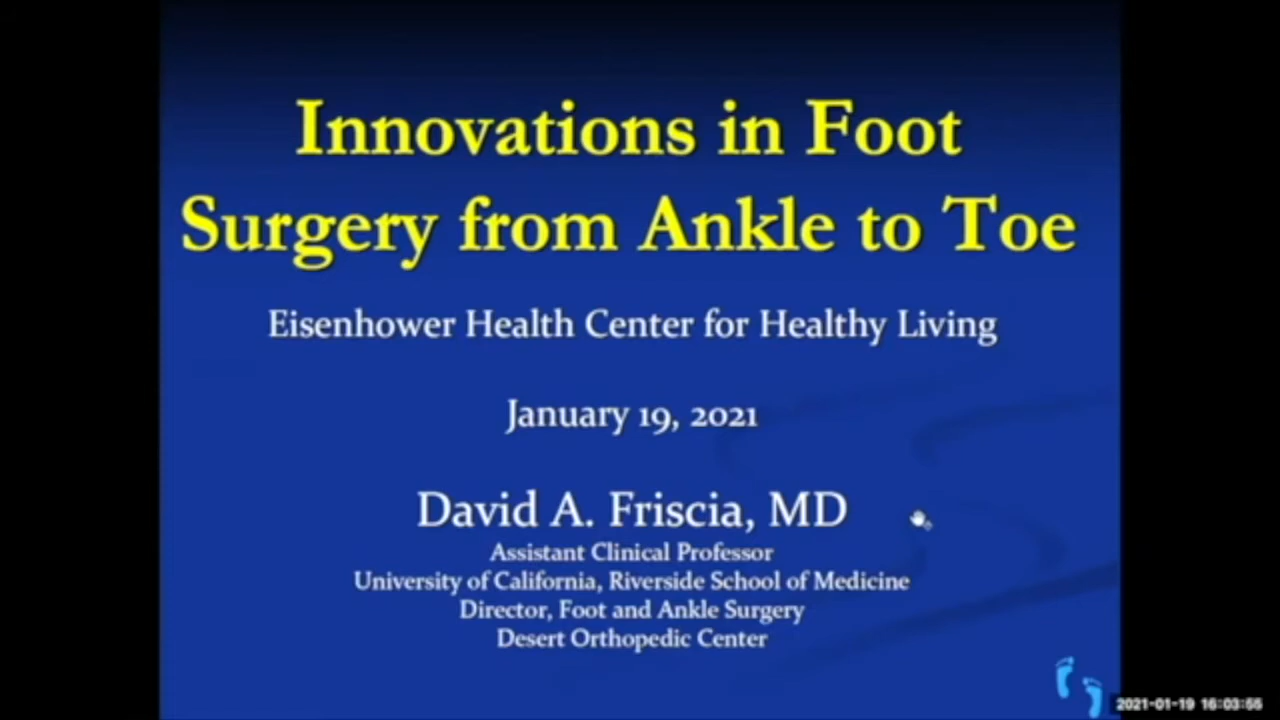 Innovations in Foot
Surgery from Ankle to Toe
Eisenhower Health Center for Healthy Living
January 19, 2021
David A. Friscia, MD
Assistant Clinical Professor
University of California, Riverside School of Medicine
Director, Foot and Ankle Surgery
Desert Orthopedic Center
2021-01-19 16:03:55